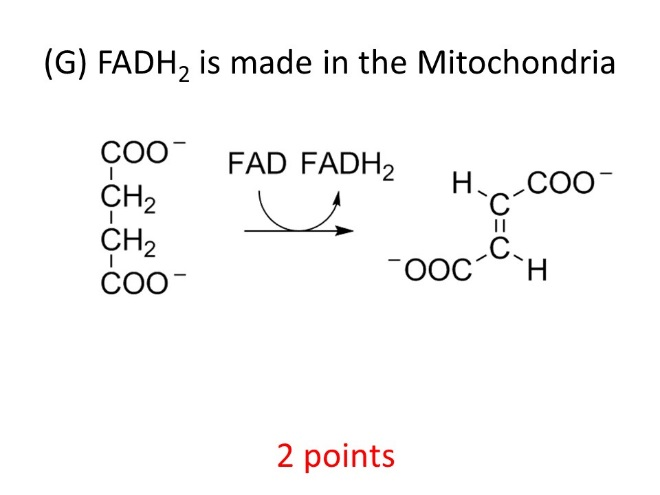 (G) FADH₂ is made in the Mitochondria
COO⁻
CH₂
CH₂
COO⁻
FAD FADH₂
H COO⁻
C
C
⁻OOC H
2 points